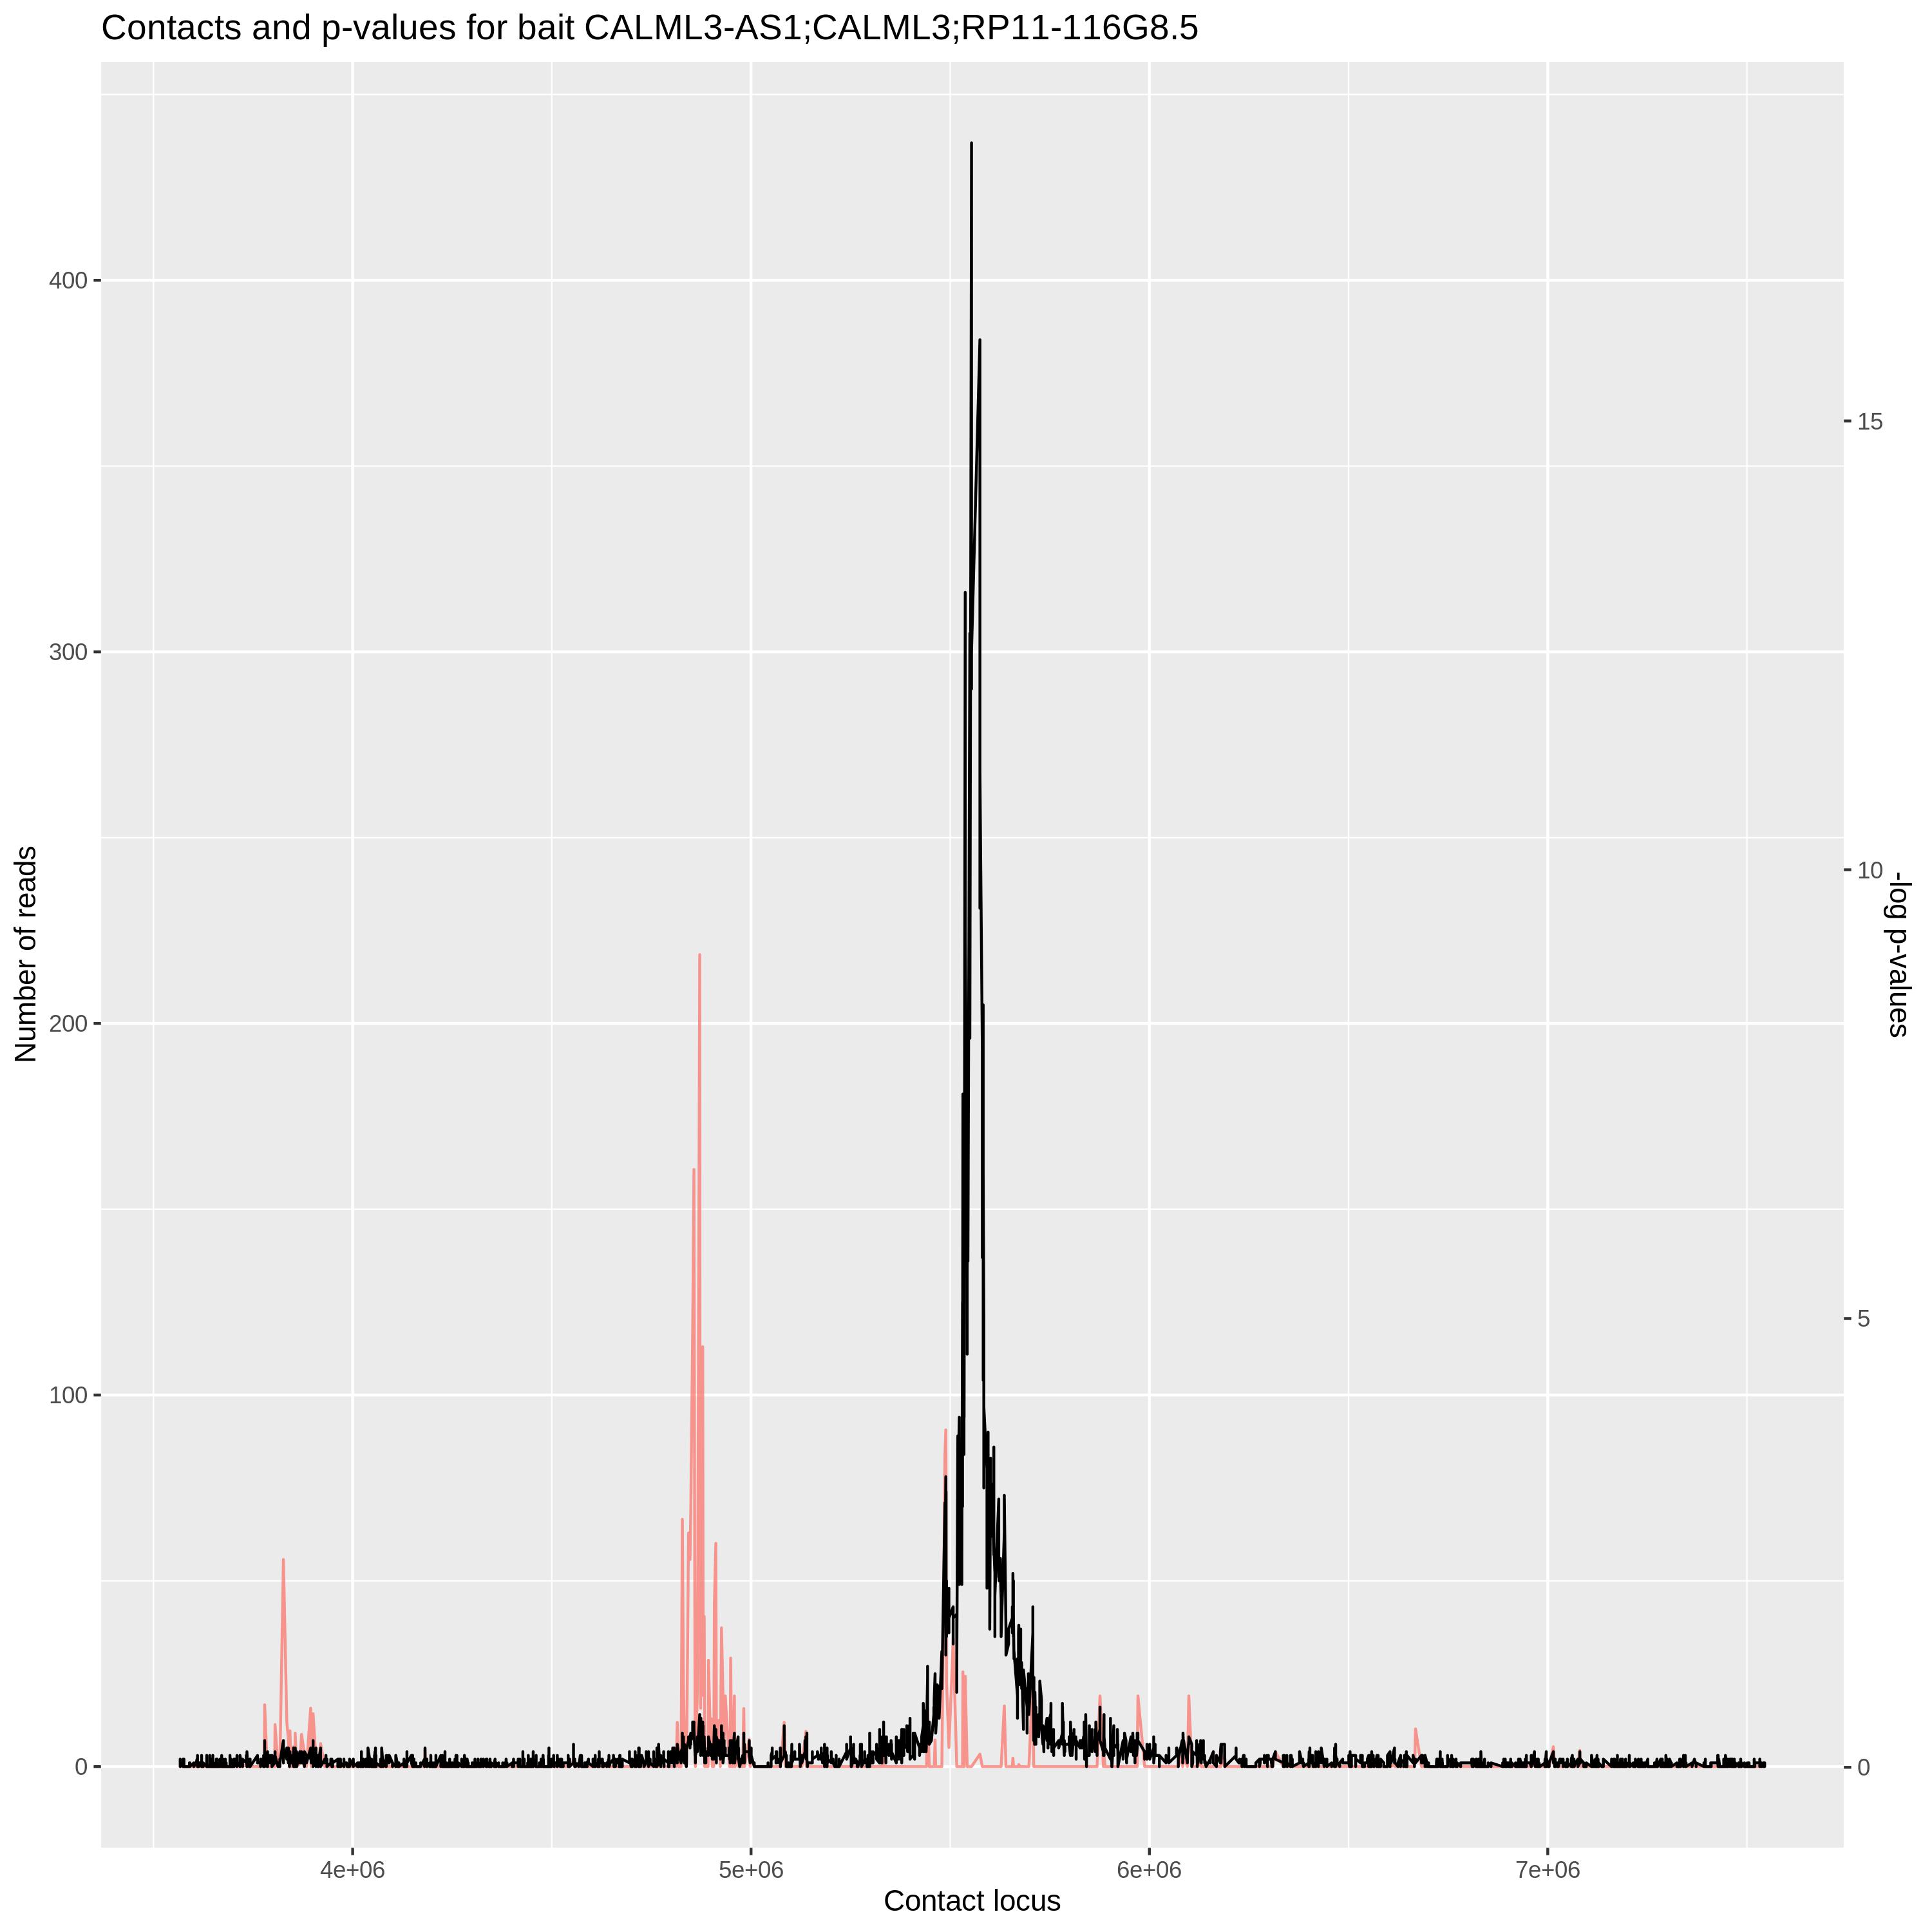 Contacts and p-values for bait CALML3-AS1;CALML3;RP11-116G8.5
Number of reads
400
300
200
100
0
15
10
5
0
-log p-values
4e+06
5e+06
6e+06
7e+06
Contact locus